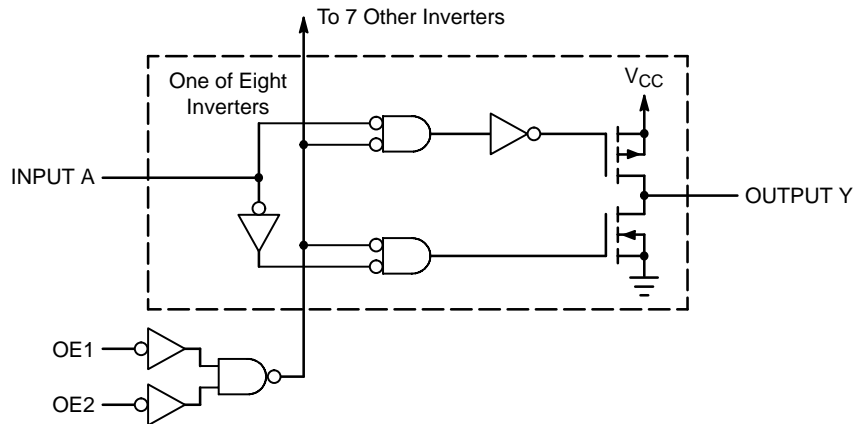 To 7 Other Inverters
One of Eight
Inverters
VCC
INPUT A
OUTPUT Y
OE1
OE2